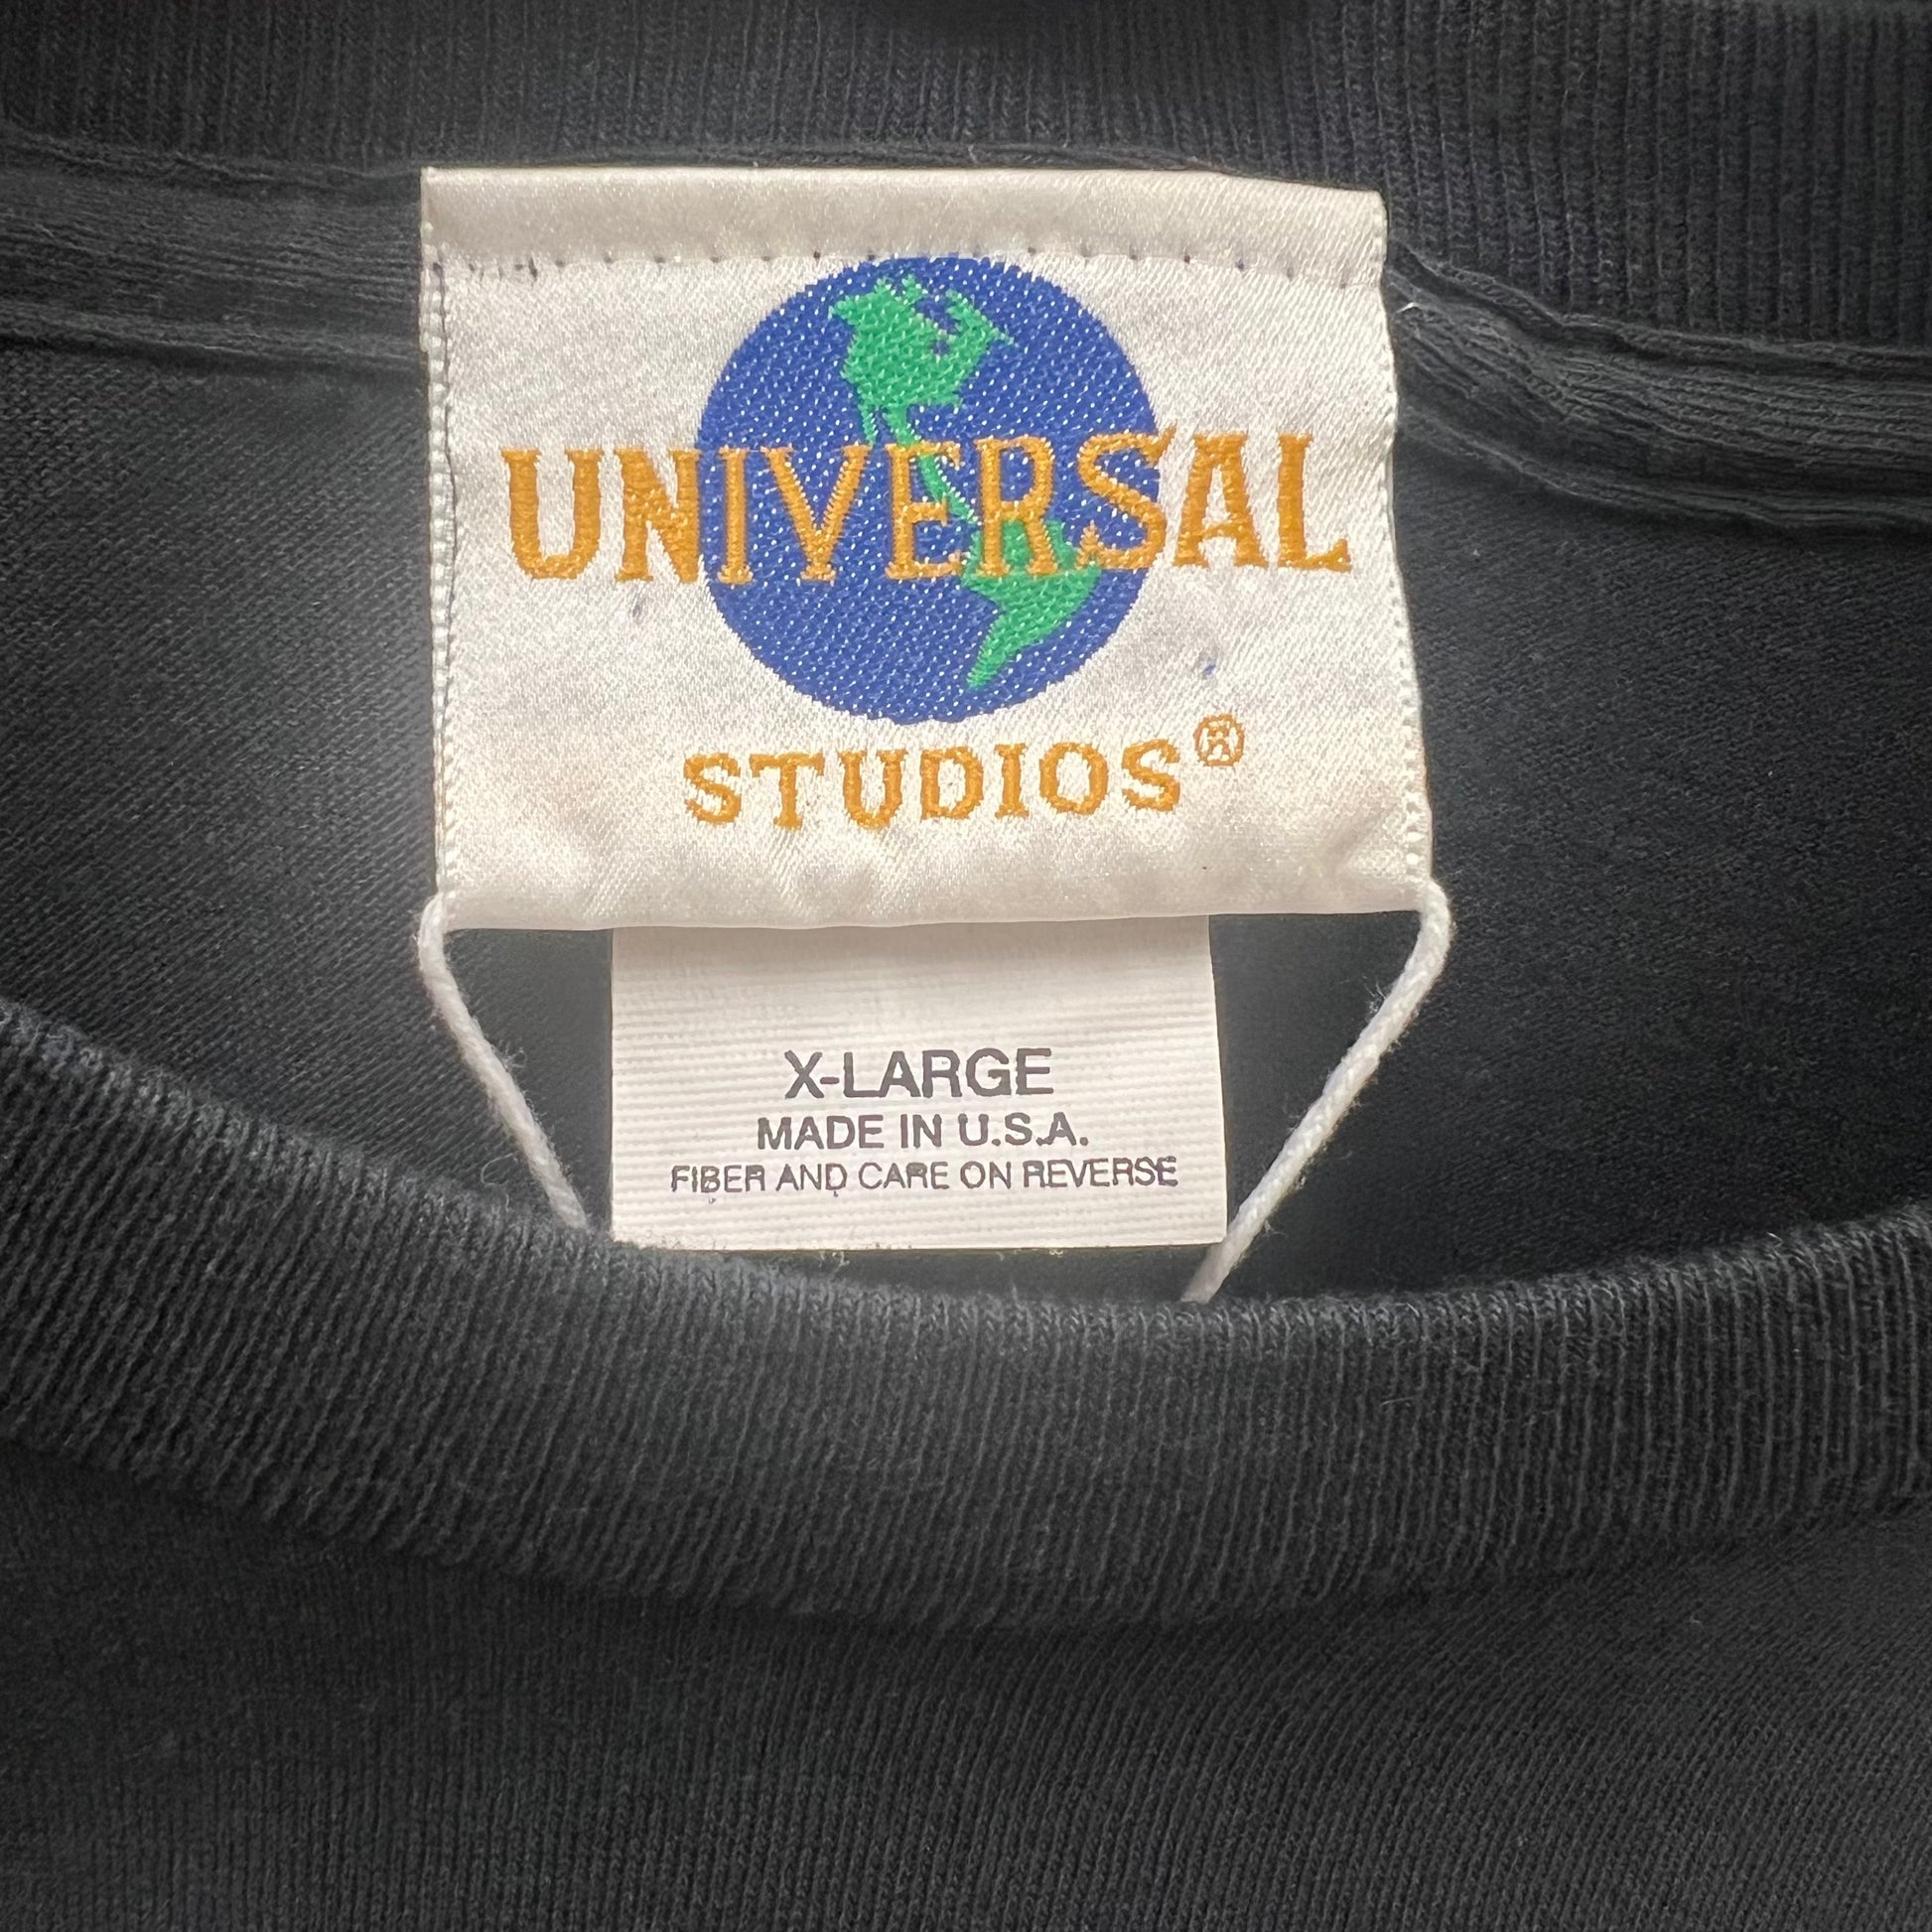 UNIVERSAL
STUDIOS®
X-LARGE
MADE IN U.S.A.
FIBER AND CARE ON REVERSE